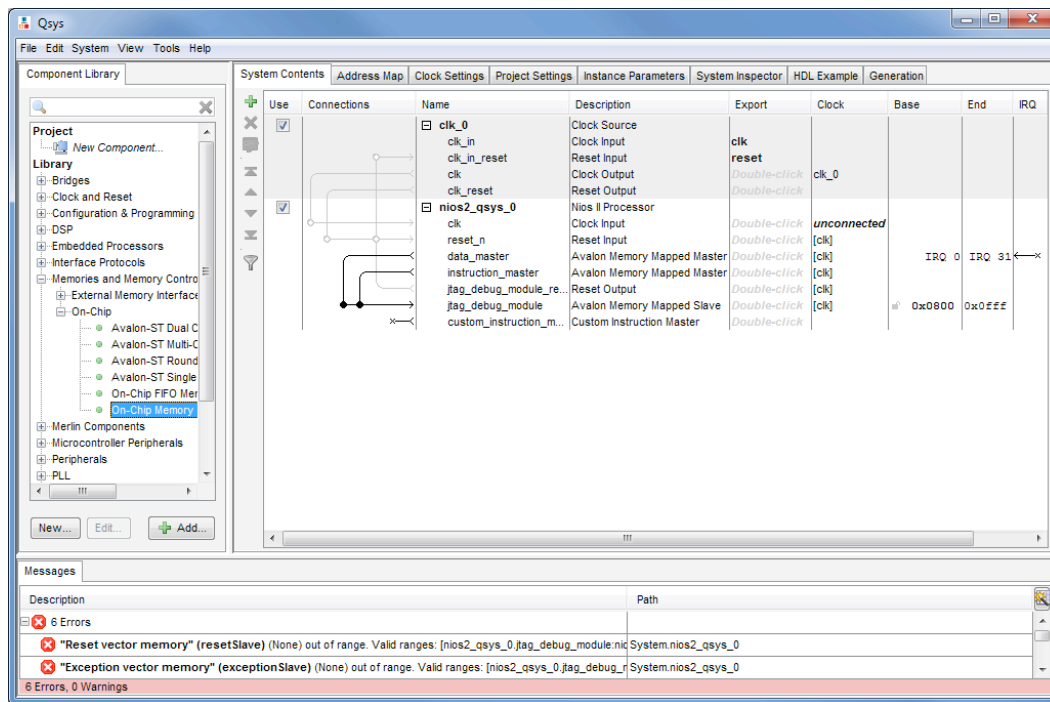 Qsys
File Edit System View Tools Help
Component Library
Project
New Component...
Library
Bridges
Clock and Reset
Configuration & Programming
DSP
Embedded Processors
Interface Protocols
Memories and Memory Contro
External Memory Interface
On-Chip
Avalon-ST Dual C
Avalon-ST Multi-C
Avalon-ST Round
Avalon-ST Single
On-Chip FIFO Mer
On-Chip Memory
Merlin Components
Microcontroller Peripherals
Peripherals
PLL
New... Edit... Add...
System Contents Address Map Clock Settings Project Settings Instance Parameters System Inspector HDL Example Generation
Use Connections Name Description Export Clock Base End IRQ
clk_0 Clock Source
clk_in Clock Input clk
clk_in_reset Reset Input reset
clk Clock Output Double-click clk_0
clk_reset Reset Output Double-click
nios2_qsys_0 Nios II Processor
clk Clock Input Double-click unconnected
reset_n Reset Input Double-click [clk]
data_master Avalon Memory Mapped Master Double-click [clk] IRQ 0 IRQ 31
instruction_master Avalon Memory Mapped Master Double-click [clk]
jtag_debug_module_re... Reset Output Double-click [clk]
jtag_debug_module Avalon Memory Mapped Slave Double-click [clk] 0x0800 0x0fff
custom_instruction_m... Custom Instruction Master Double-click
Messages
Description Path
6 Errors
"Reset vector memory" (resetSlave) (None) out of range. Valid ranges: [nios2_qsys_0.jtag_debug_module:nio System.nios2_qsys_0
"Exception vector memory" (exceptionSlave) (None) out of range. Valid ranges: [nios2_qsys_0.jtag_debug_r System.nios2_qsys_0
6 Errors, 0 Warnings